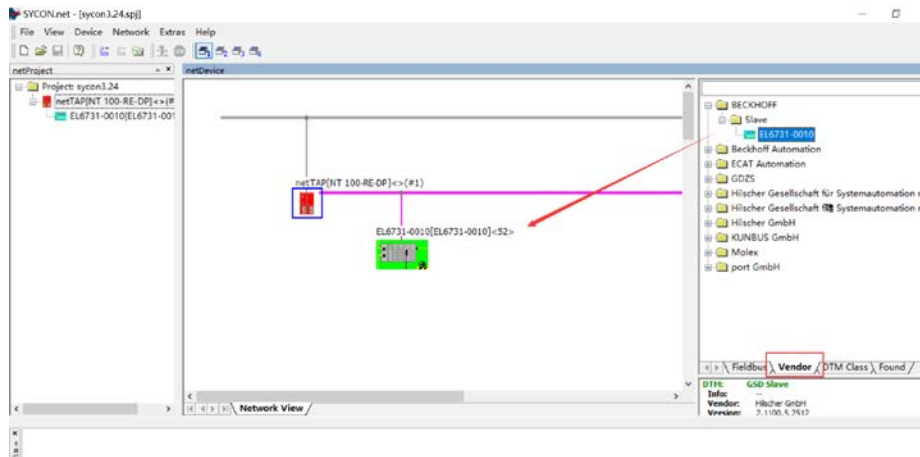 SYCON.net - [sycon3.24.spj]
File View Device Network Extras Help
netProject
netDevice
Project: sycon3.24
netTAP[NT 100-RE-DP]<>(#
EL6731-0010[EL6731-001
netTAP[NT 100-RE-DP]<>(#1)
EL6731-0010[EL6731-0010]<52>
BECKHOFF
Slave
EL6731-0010
Beckhoff Automation
ECAT Automation
GDZS
Hilscher Gesellschaft für Systemautomation
Hilscher Gesellschaft Systemautomation
Hilscher GmbH
KUNBUS GmbH
Molex
port GmbH
Fieldbus Vendor DTM Class Found
Network View
DTM: GSD Slave
Info: --
Vendor: Hilscher GmbH
Version: 2.1100.5.2512